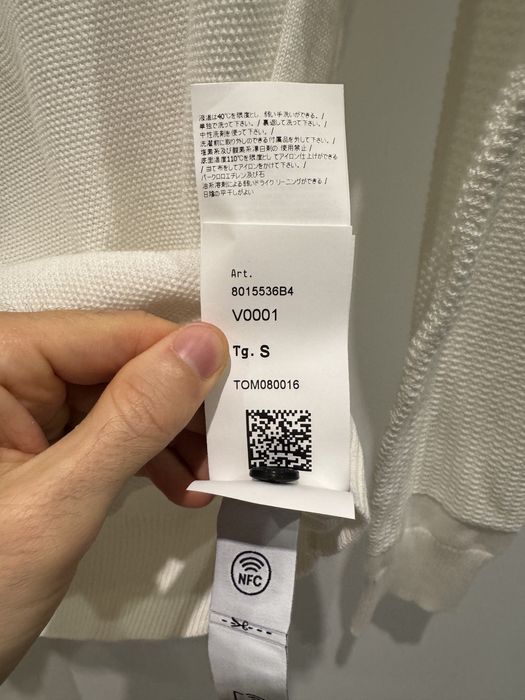 液温は40℃を限度とし 弱い手洗いができる。 /
単独で洗って下さい。 / 裏返して洗って下さい。 /
中性洗剤を使って下さい。 /
洗濯前に取り外しのできる付属品を外して下さい。 /
塩素系及び酸素系漂白剤の 使用禁止 /
底面温度110℃を限度とし てアイロン仕上げができる
/ 当て布をしてアイロンをかけて下さい。 /
パークロロエチレン及び石
油系溶剤による弱いドライク リーニングができる /
日陰の平干しがよい
Art.
8015536B4
V0001
Tg. S
TOM080016
NFC